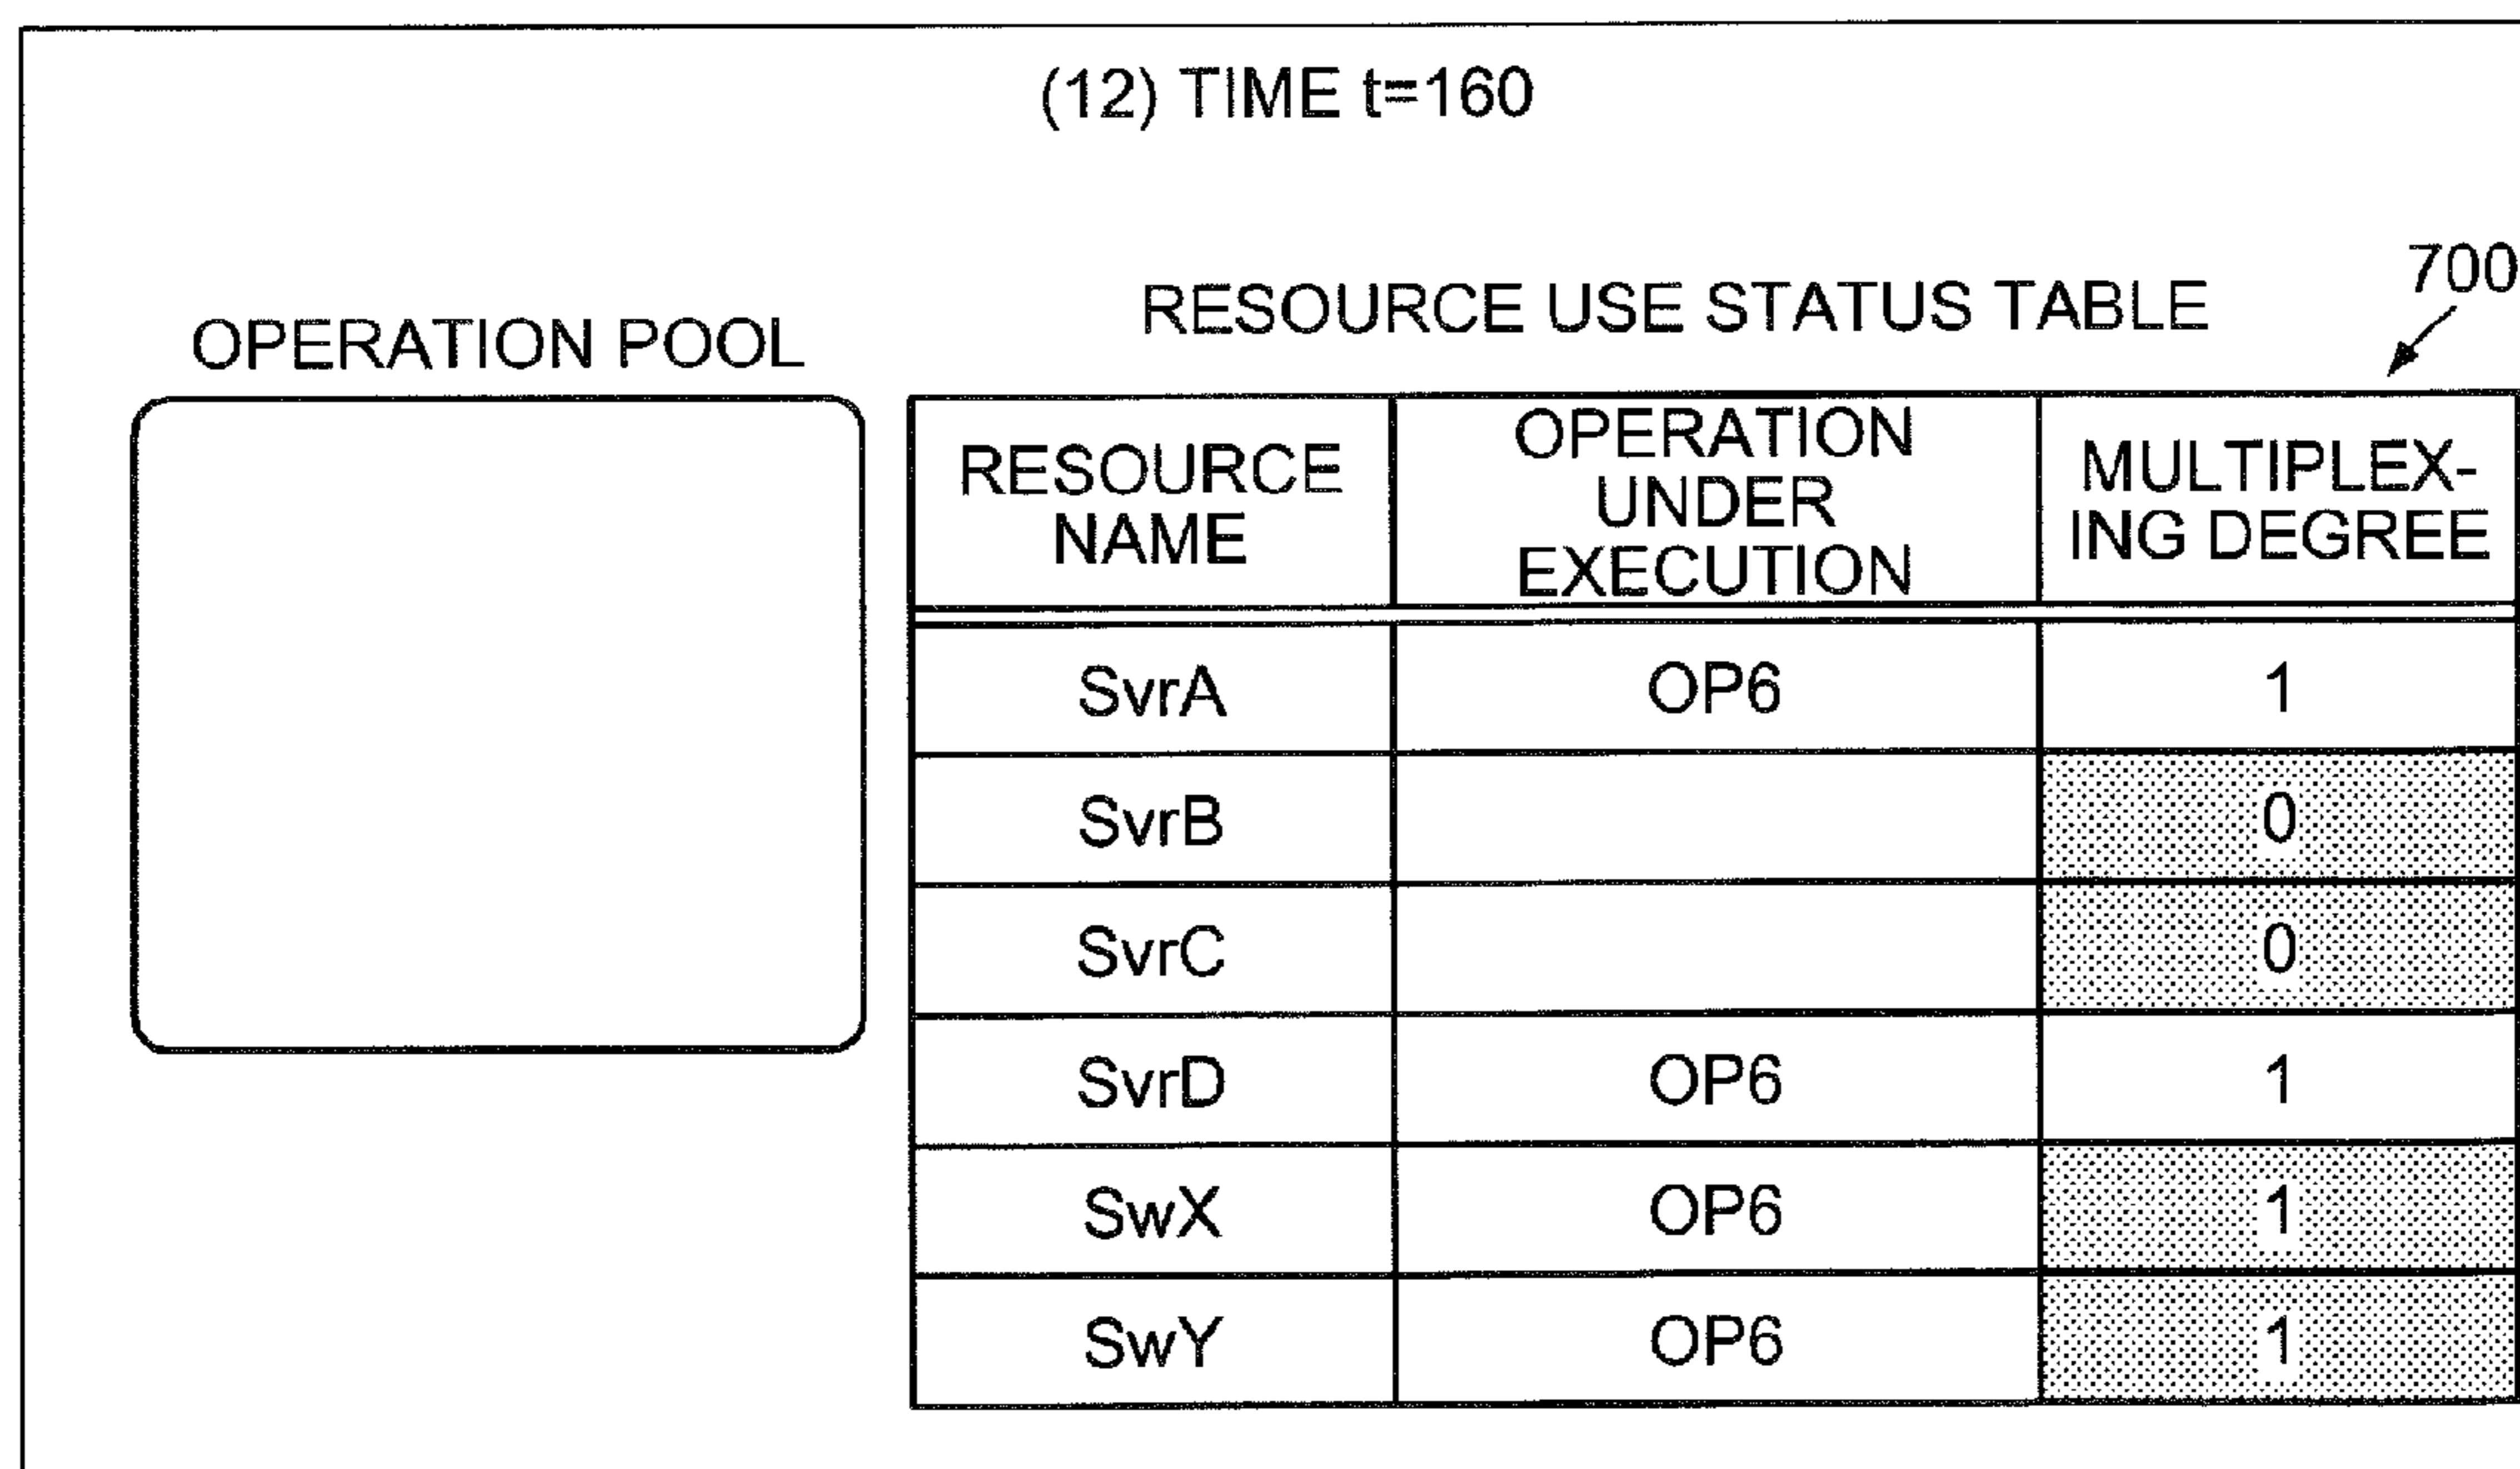 (12) TIME t=160
700
OPERATION POOL
RESOURCE USE STATUS TABLE
RESOURCE
NAME
OPERATION
UNDER
EXECUTION
MULTIPLEX-
ING DEGREE
SvrA OP6 1
SvrB 0
SvrC 0
SvrD OP6 1
SwX OP6 1
SwY OP6 1